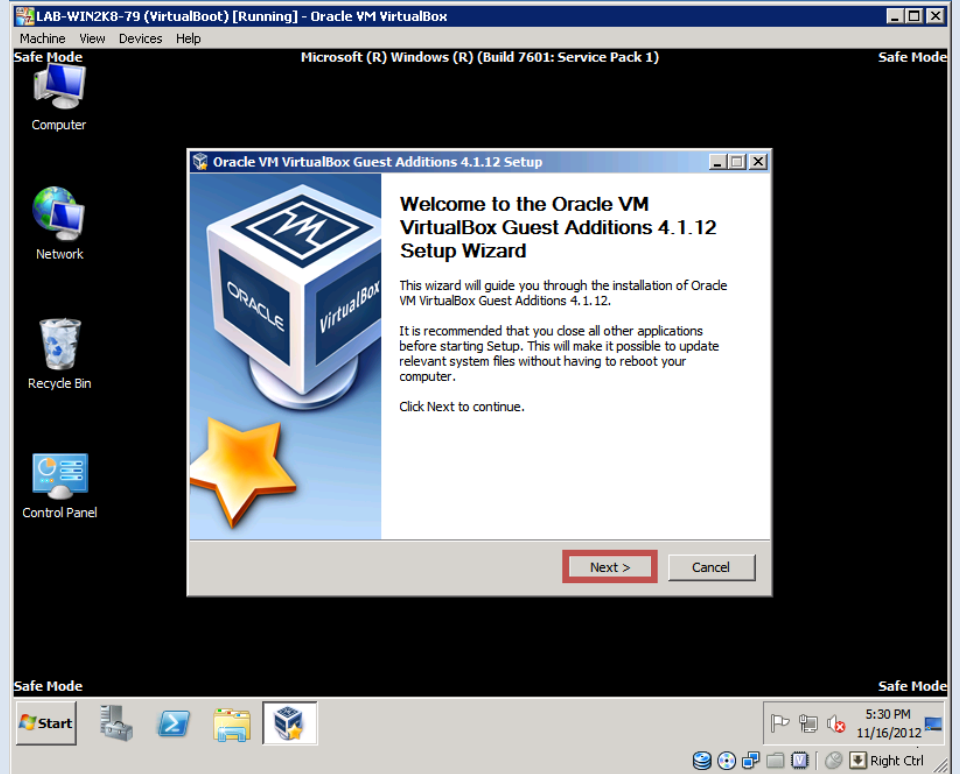 LAB-WIN2K8-79 (VirtualBoot) [Running] - Oracle VM VirtualBox
Machine View Devices Help
Safe Mode Microsoft (R) Windows (R) (Build 7601: Service Pack 1) Safe Mode
Computer
Oracle VM VirtualBox Guest Additions 4.1.12 Setup
Welcome to the Oracle VM
VirtualBox Guest Additions 4.1.12
Setup Wizard
This wizard will guide you through the installation of Oracle
VM VirtualBox Guest Additions 4.1.12.
It is recommended that you close all other applications
before starting Setup. This will make it possible to update
relevant system files without having to reboot your
computer.
Click Next to continue.
ORACLE
VirtualBox
Network
Recycle Bin
Control Panel
Next >
Cancel
Safe Mode Safe Mode
Start
5:30 PM
11/16/2012
Right Ctrl